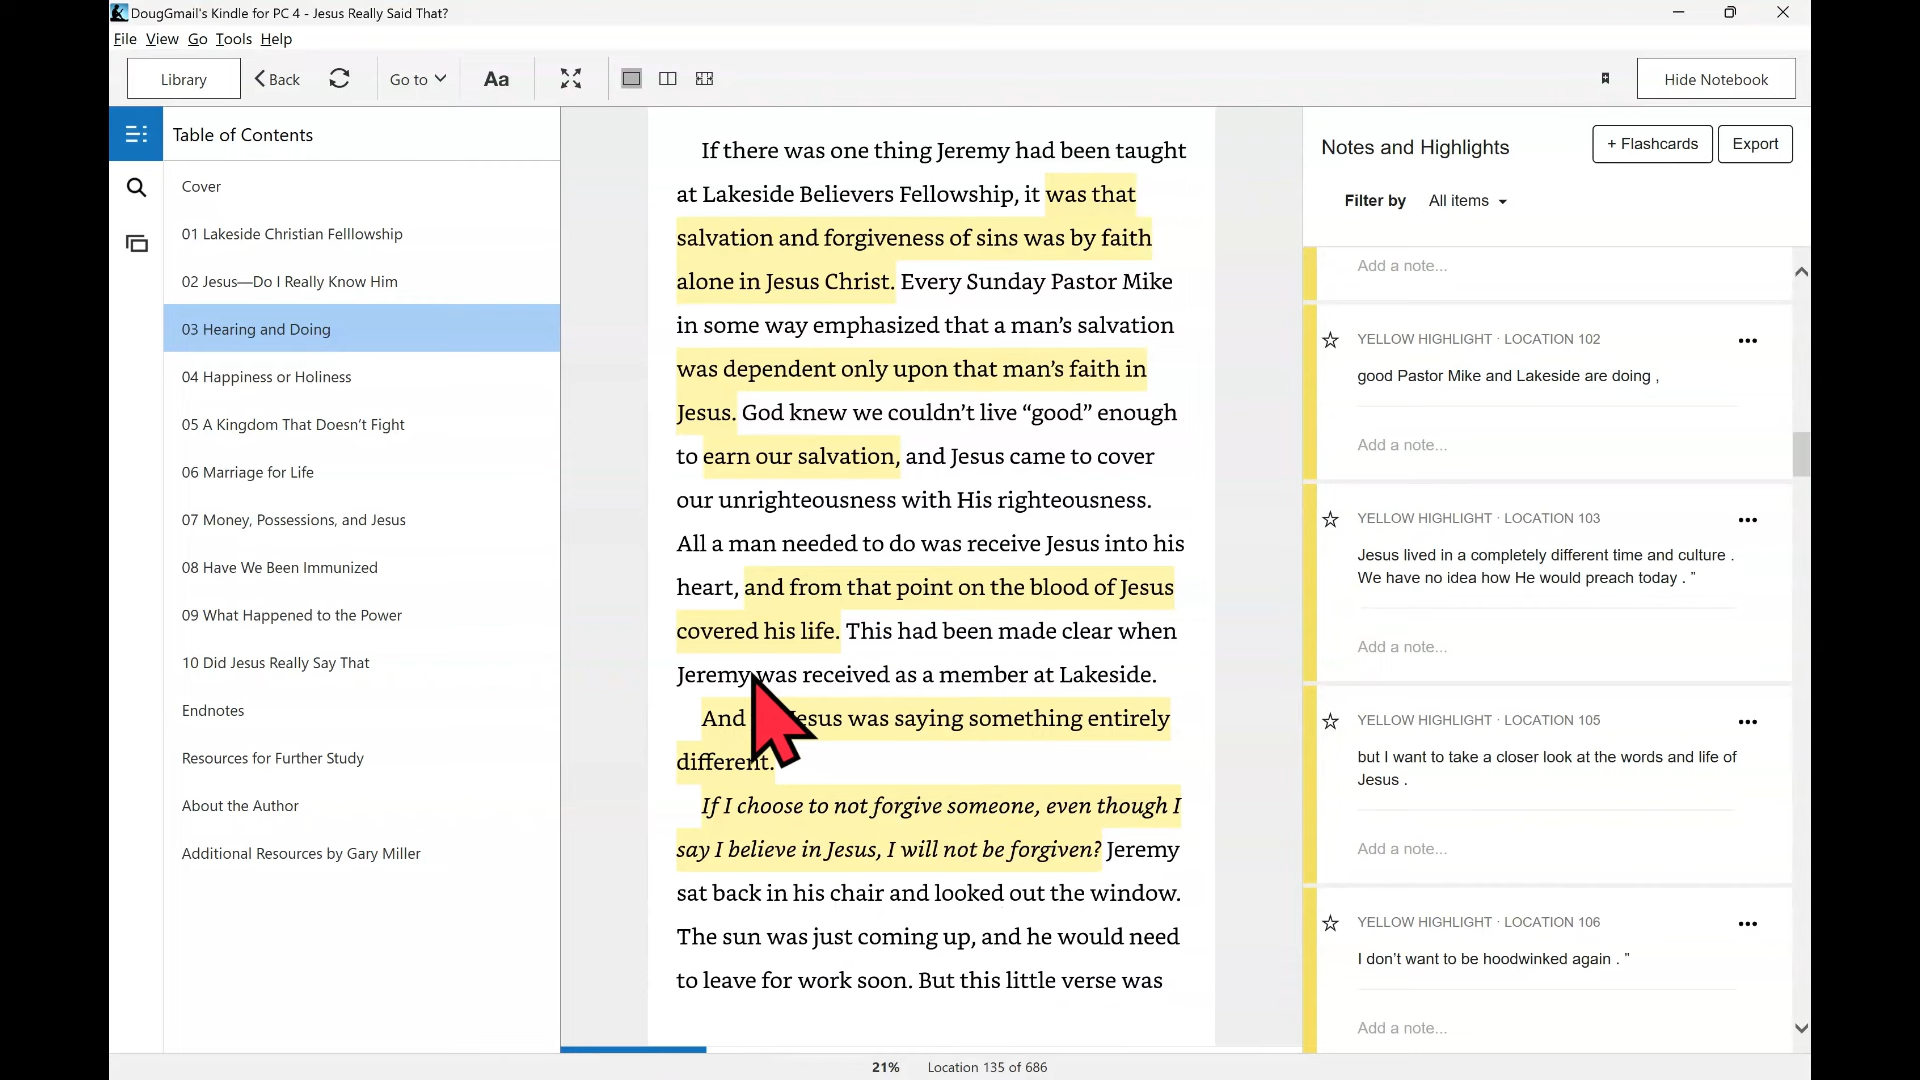 DougGmail's Kindle for PC 4 - Jesus Really Said That?
File View Go Tools Help
Library
Back
Go to
Aa
Hide Notebook
Table of Contents
Cover
01 Lakeside Christian Felllowship
02 Jesus—Do I Really Know Him
03 Hearing and Doing
04 Happiness or Holiness
05 A Kingdom That Doesn't Fight
06 Marriage for Life
07 Money, Possessions, and Jesus
08 Have We Been Immunized
09 What Happened to the Power
10 Did Jesus Really Say That
Endnotes
Resources for Further Study
About the Author
Additional Resources by Gary Miller
If there was one thing Jeremy had been taught
at Lakeside Believers Fellowship, it was that
salvation and forgiveness of sins was by faith
alone in Jesus Christ. Every Sunday Pastor Mike
in some way emphasized that a man's salvation
was dependent only upon that man's faith in
Jesus. God knew we couldn't live “good” enough
to earn our salvation, and Jesus came to cover
our unrighteousness with His righteousness.
All a man needed to do was receive Jesus into his
heart, and from that point on the blood of Jesus
covered his life. This had been made clear when
Jeremy was received as a member at Lakeside.
And Jesus was saying something entirely
different.
If I choose to not forgive someone, even though I
say I believe in Jesus, I will not be forgiven? Jeremy
sat back in his chair and looked out the window.
The sun was just coming up, and he would need
to leave for work soon. But this little verse was
Notes and Highlights
+ Flashcards
Export
Filter by All items
Add a note...
YELLOW HIGHLIGHT · LOCATION 102
good Pastor Mike and Lakeside are doing ,
Add a note...
YELLOW HIGHLIGHT · LOCATION 103
Jesus lived in a completely different time and culture .
We have no idea how He would preach today . ”
Add a note...
YELLOW HIGHLIGHT · LOCATION 105
but I want to take a closer look at the words and life of
Jesus .
Add a note...
YELLOW HIGHLIGHT · LOCATION 106
I don't want to be hoodwinked again . ”
Add a note...
21% Location 135 of 686